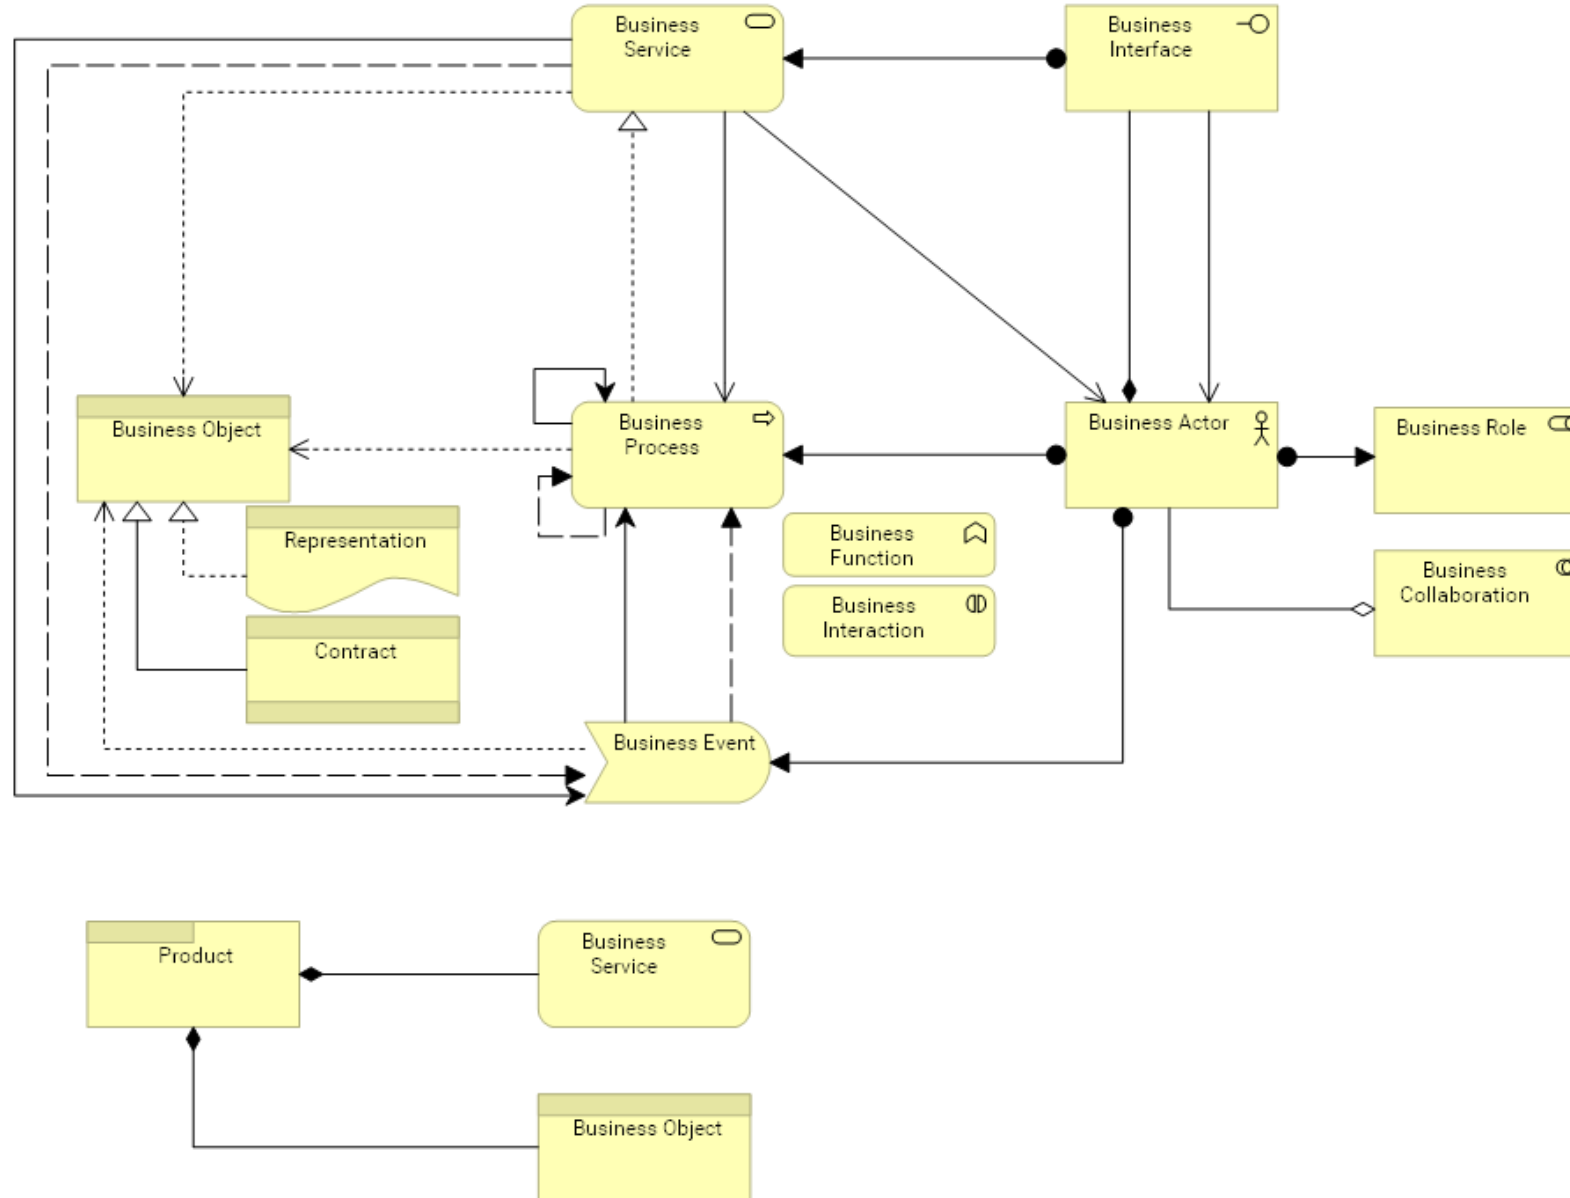 Business
Service
Business
Interface
Business Object
Business
Process
Business Actor
Business Role
Representation
Business
Function
Business
Collaboration
Business
Interaction
Contract
Business Event
Product
Business
Service
Business Object